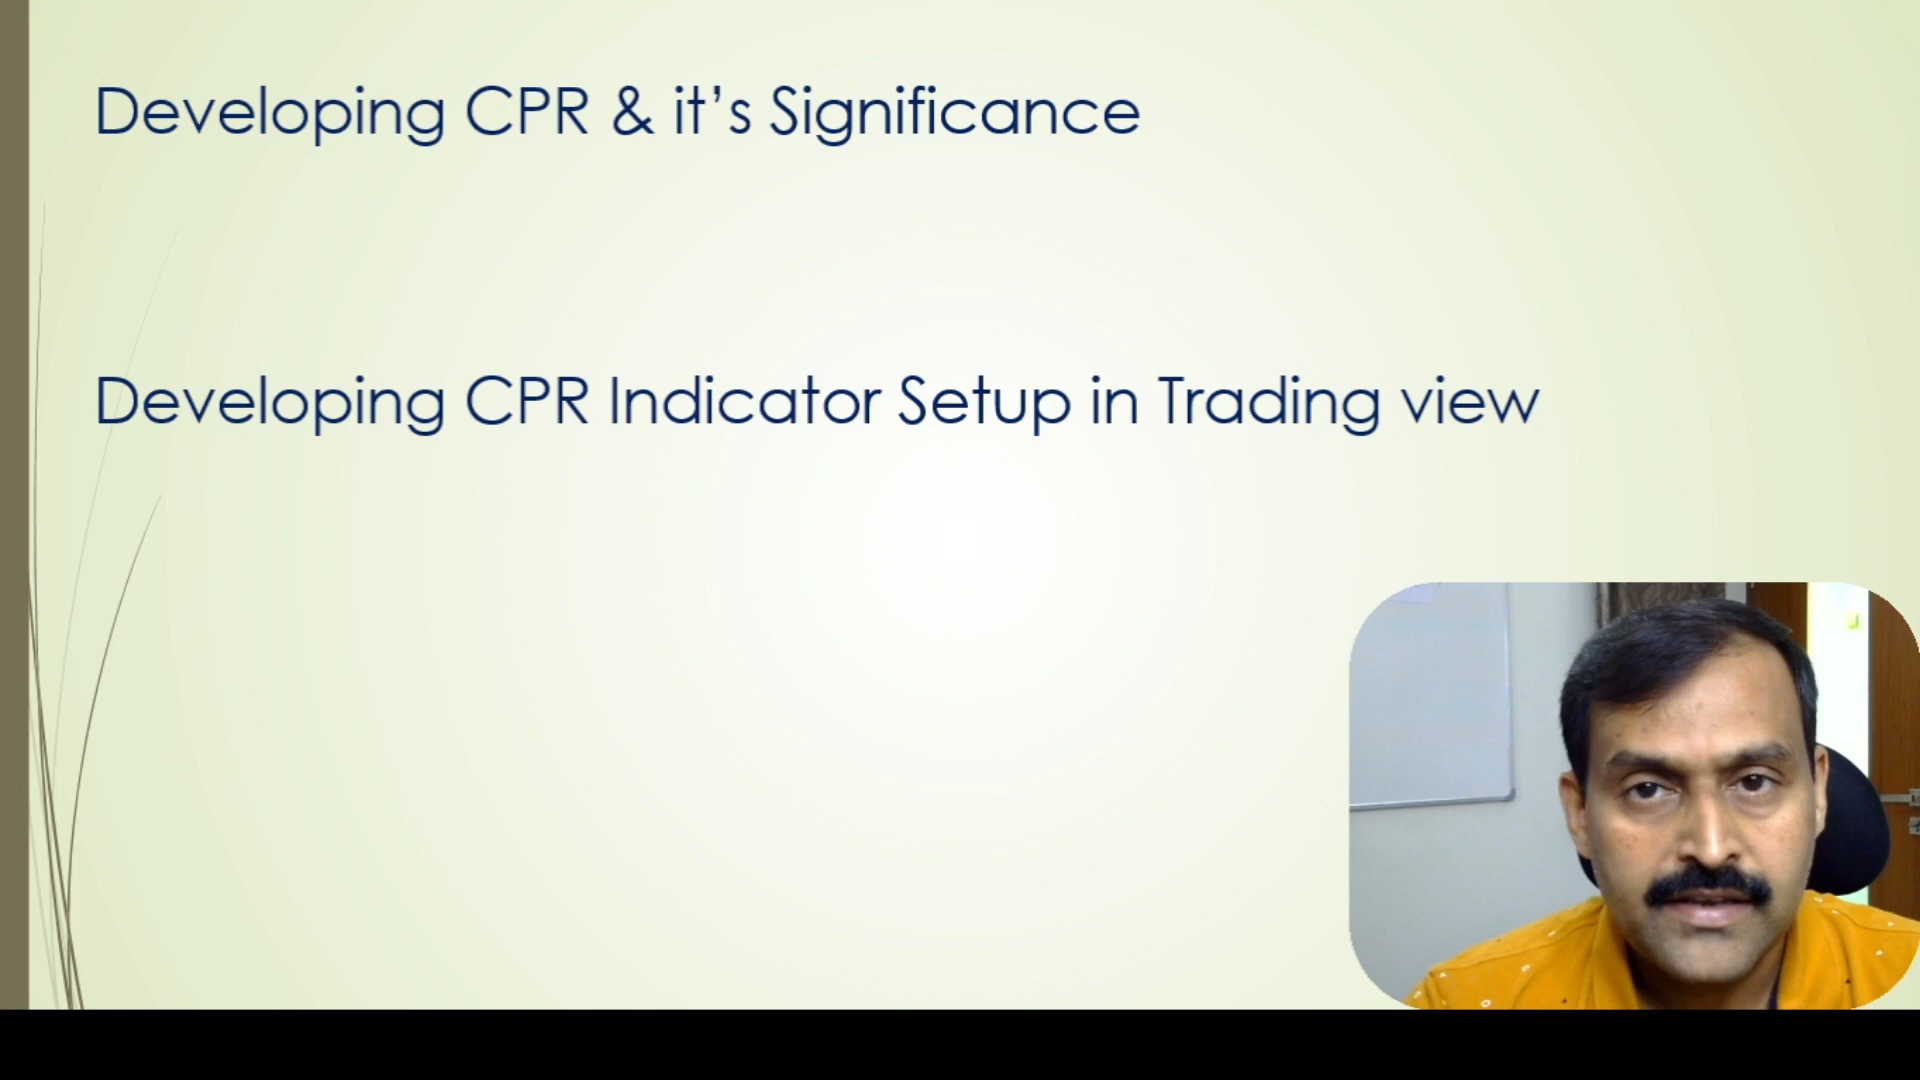 Developing CPR & it’s Significance
Developing CPR Indicator Setup in Trading view